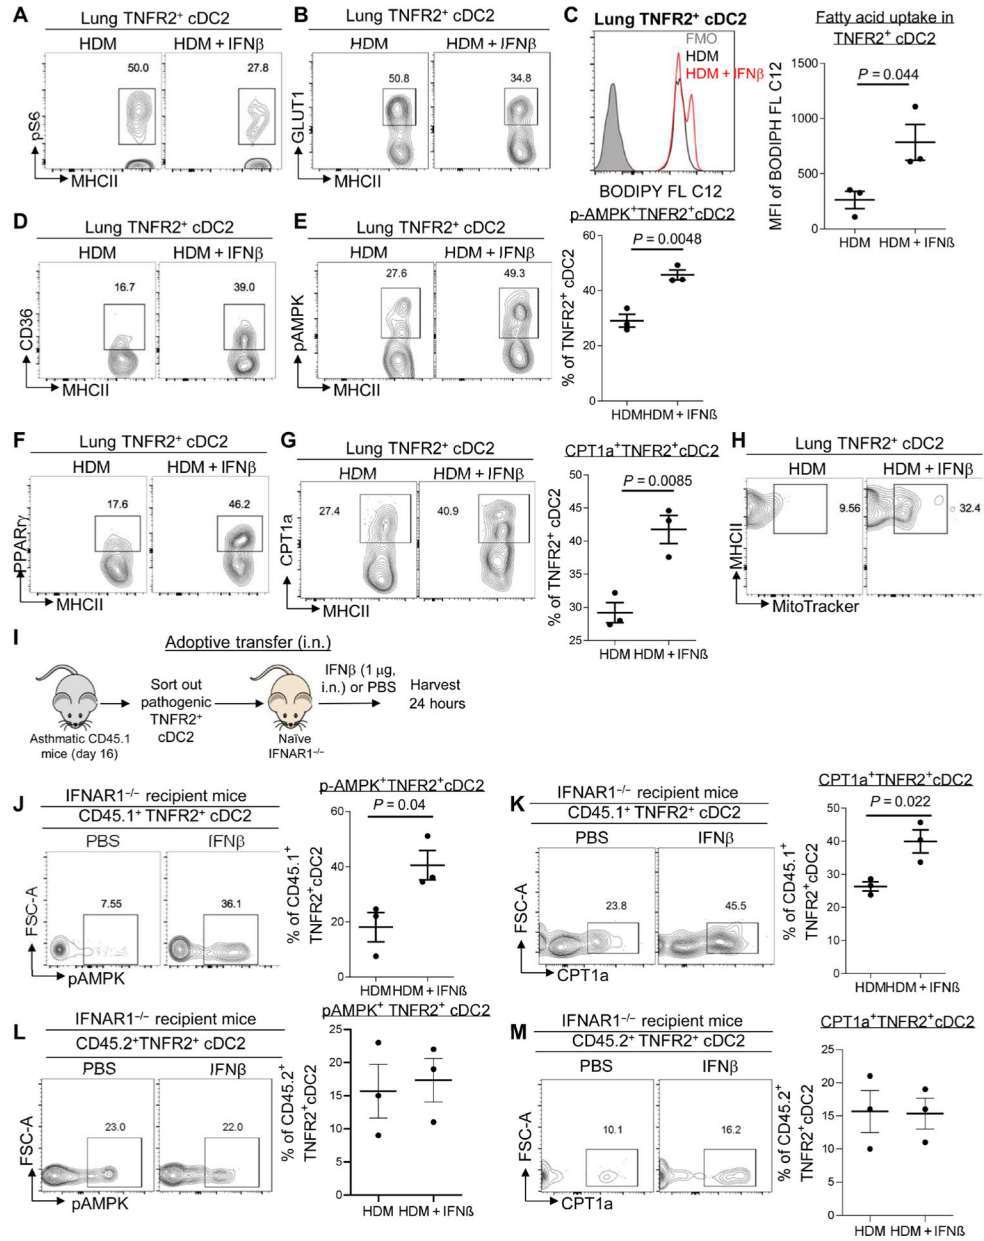 A
Lung TNFR2⁺ cDC2
HDM
HDM + IFNβ
50.0
27.8
pS6
MHCII
B
Lung TNFR2⁺ cDC2
HDM
HDM + IFNβ
50.8
34.8
GLUT1
MHCII
C
Lung TNFR2⁺ cDC2
FMO
HDM
HDM + IFNβ
BODIPY FL C12
Fatty acid uptake in
TNFR2⁺ cDC2
P = 0.044
1500
1000
500
0
MFI of BODIPH FL C12
HDM
HDM + IFNß
D
Lung TNFR2⁺ cDC2
HDM
HDM + IFNβ
16.7
39.0
CD36
MHCII
E
Lung TNFR2⁺ cDC2
HDM
HDM + IFNβ
27.6
49.3
pAMPK
MHCII
p-AMPK⁺TNFR2⁺cDC2
P = 0.0048
60
40
20
0
% of TNFR2⁺ cDC2
HDM
HDM + IFNß
F
Lung TNFR2⁺ cDC2
HDM
HDM + IFNβ
17.6
46.2
PPARrγ
MHCII
G
Lung TNFR2⁺ cDC2
HDM
HDM + IFNβ
27.4
40.9
CPT1a
MHCII
CPT1a⁺TNFR2⁺cDC2
P = 0.0085
50
45
40
35
30
25
% of TNFR2⁺ cDC2
HDM
HDM + IFNß
H
Lung TNFR2⁺ cDC2
HDM
HDM + IFNβ
9.56
32.4
MHCII
MitoTracker
I
Adoptive transfer (i.n.)
Asthmatic CD45.1
mice (day 16)
Sort out
pathogenic
TNFR2⁺
cDC2
Naïve
IFNAR1⁻/⁻
IFNβ (1 μg,
i.n.) or PBS
Harvest
24 hours
J
IFNAR1⁻/⁻ recipient mice
CD45.1⁺ TNFR2⁺ cDC2
PBS
IFNβ
7.55
36.1
FSC-A
pAMPK
p-AMPK⁺TNFR2⁺cDC2
P = 0.04
60
40
20
0
% of CD45.1⁺
TNFR2⁺cDC2
HDM
HDM + IFNß
K
IFNAR1⁻/⁻ recipient mice
CD45.1⁺ TNFR2⁺ cDC2
PBS
IFNβ
23.8
45.5
FSC-A
CPT1a
CPT1a⁺TNFR2⁺cDC2
P = 0.022
50
40
30
20
10
0
% of CD45.1⁺
TNFR2⁺cDC2
HDM
HDM + IFNß
L
IFNAR1⁻/⁻ recipient mice
CD45.2⁺TNFR2⁺ cDC2
PBS
IFNβ
23.0
22.0
FSC-A
pAMPK
pAMPK⁺ TNFR2⁺ cDC2
25
20
15
10
5
0
% of CD45.2⁺
TNFR2⁺cDC2
HDM
HDM + IFNß
M
IFNAR1⁻/⁻ recipient mice
CD45.2⁺ TNFR2⁺ cDC2
PBS
IFNβ
10.1
16.2
FSC-A
CPT1a
CPT1a⁺TNFR2⁺cDC2
25
20
15
10
5
0
% of CD45.2⁺
TNFR2⁺cDC2
HDM
HDM + IFNß